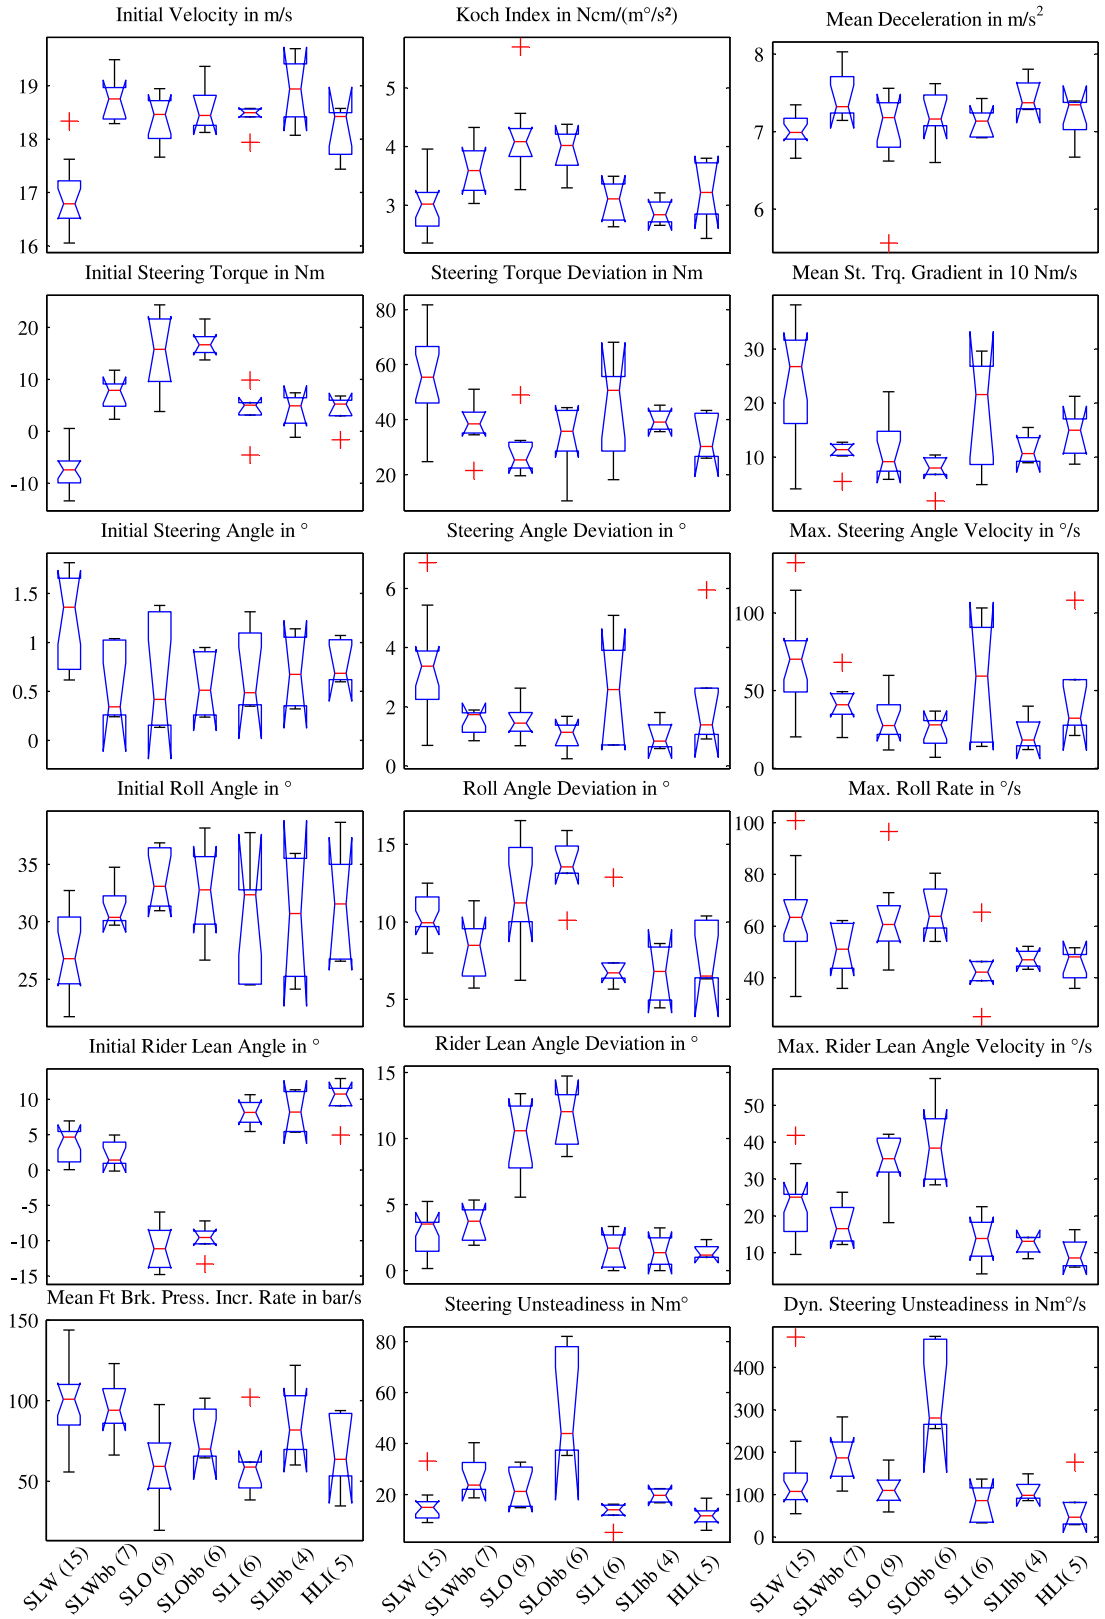 Initial Velocity in m/s
19
18
17
16
Koch Index in Ncm/(m°/s²)
5
4
3
Mean Deceleration in m/s²
8
7
6
Initial Steering Torque in Nm
20
10
0
-10
Steering Torque Deviation in Nm
80
60
40
20
Mean St. Trq. Gradient in 10 Nm/s
30
20
10
Initial Steering Angle in °
1.5
1
0.5
0
Steering Angle Deviation in °
6
4
2
0
Max. Steering Angle Velocity in °/s
100
50
0
Initial Roll Angle in °
35
30
25
Roll Angle Deviation in °
15
10
5
Max. Roll Rate in °/s
100
80
60
40
Initial Rider Lean Angle in °
10
5
0
-5
-10
-15
Rider Lean Angle Deviation in °
15
10
5
0
Max. Rider Lean Angle Velocity in °/s
50
40
30
20
10
Mean Ft Brk. Press. Incr. Rate in bar/s
150
100
50
SLW (15)
SLWbb (7)
SLO (9)
SLObb (6)
SLI (6)
SLIbb (4)
HLI( 5)
Steering Unsteadiness in Nm°
80
60
40
20
SLW (15)
SLWbb (7)
SLO (9)
SLObb (6)
SLI (6)
SLIbb (4)
HLI( 5)
Dyn. Steering Unsteadiness in Nm°/s
400
300
200
100
0
SLW (15)
SLWbb (7)
SLO (9)
SLObb (6)
SLI (6)
SLIbb (4)
HLI( 5)